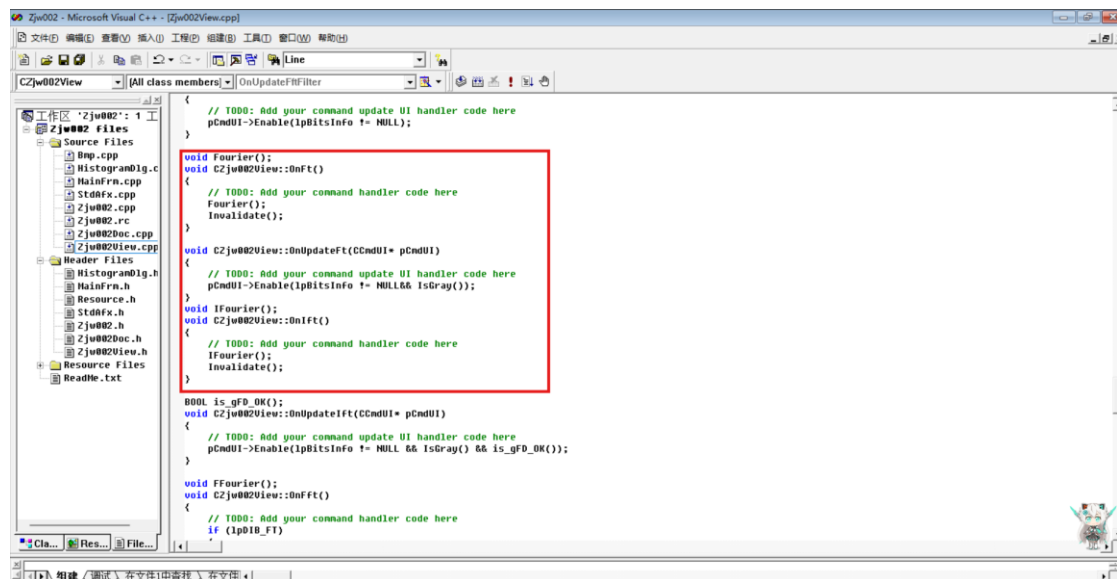 Zjw002 - Microsoft Visual C++ - [Zjw002View.cpp]
文件(F) 编辑(E) 查看(V) 插入(I) 工程(P) 组建(B) 工具(T) 窗口(W) 帮助(H)
Line
CZjw002View [All class members] OnUpdateFftFilter
工作区 'Zjw002': 1 工
Zjw002 files
Source Files
Bmp.cpp
HistogramDlg.c
MainFrm.cpp
StdAfx.cpp
Zjw002.cpp
Zjw002.rc
Zjw002Doc.cpp
Zjw002View.cpp
Header Files
HistogramDlg.h
MainFrm.h
Resource.h
StdAfx.h
Zjw002.h
Zjw002Doc.h
Zjw002View.h
Resource Files
ReadMe.txt
Cla... Res... File...
{
// TODO: Add your command update UI handler code here
pCmdUI->Enable(lpBitsInfo != NULL);
}
void Fourier();
void CZjw002View::OnFt()
{
// TODO: Add your command handler code here
Fourier();
Invalidate();
}
void CZjw002View::OnUpdateFt(CCmdUI* pCmdUI)
{
// TODO: Add your command update UI handler code here
pCmdUI->Enable(lpBitsInfo != NULL&& IsGray());
}
void IFourier();
void CZjw002View::OnIft()
{
// TODO: Add your command handler code here
IFourier();
Invalidate();
}
BOOL is_gFD_OK();
void CZjw002View::OnUpdateIft(CCmdUI* pCmdUI)
{
// TODO: Add your command update UI handler code here
pCmdUI->Enable(lpBitsInfo != NULL && IsGray() && is_gFD_OK());
}
void FFourier();
void CZjw002View::OnFft()
{
// TODO: Add your command handler code here
if (lpDIB_FT)
组建 调试 在文件1中查找 在文件